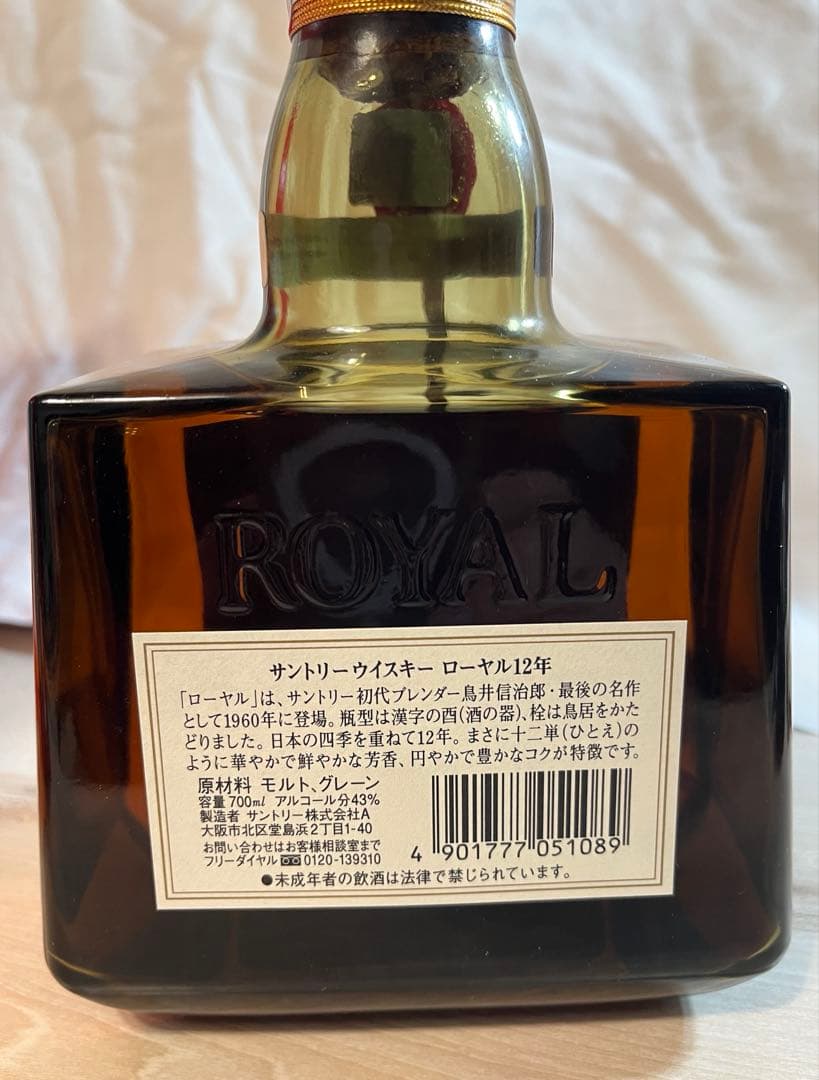 ROYAL
サントリーウイスキー ローヤル12年
「ローヤル」は、サントリー初代ブレンダー鳥井信治郎・最後の名作
として1960年に登場。瓶型は漢字の酉(酒の器)、栓は鳥居をかた
どりました。日本の四季を重ねて12年。まさに十二単(ひとえ)の
ように華やかで鮮やかな芳香、円やかで豊かなコクが特徴です。
原材料 モルト、グレーン
容量 700ml アルコール分43%
製造者 サントリー株式会社A
大阪市北区堂島浜2丁目1-40
お問い合わせはお客様相談室まで
フリーダイヤル 0120-139310
4 901777 051089
●未成年者の飲酒は法律で禁じられています。